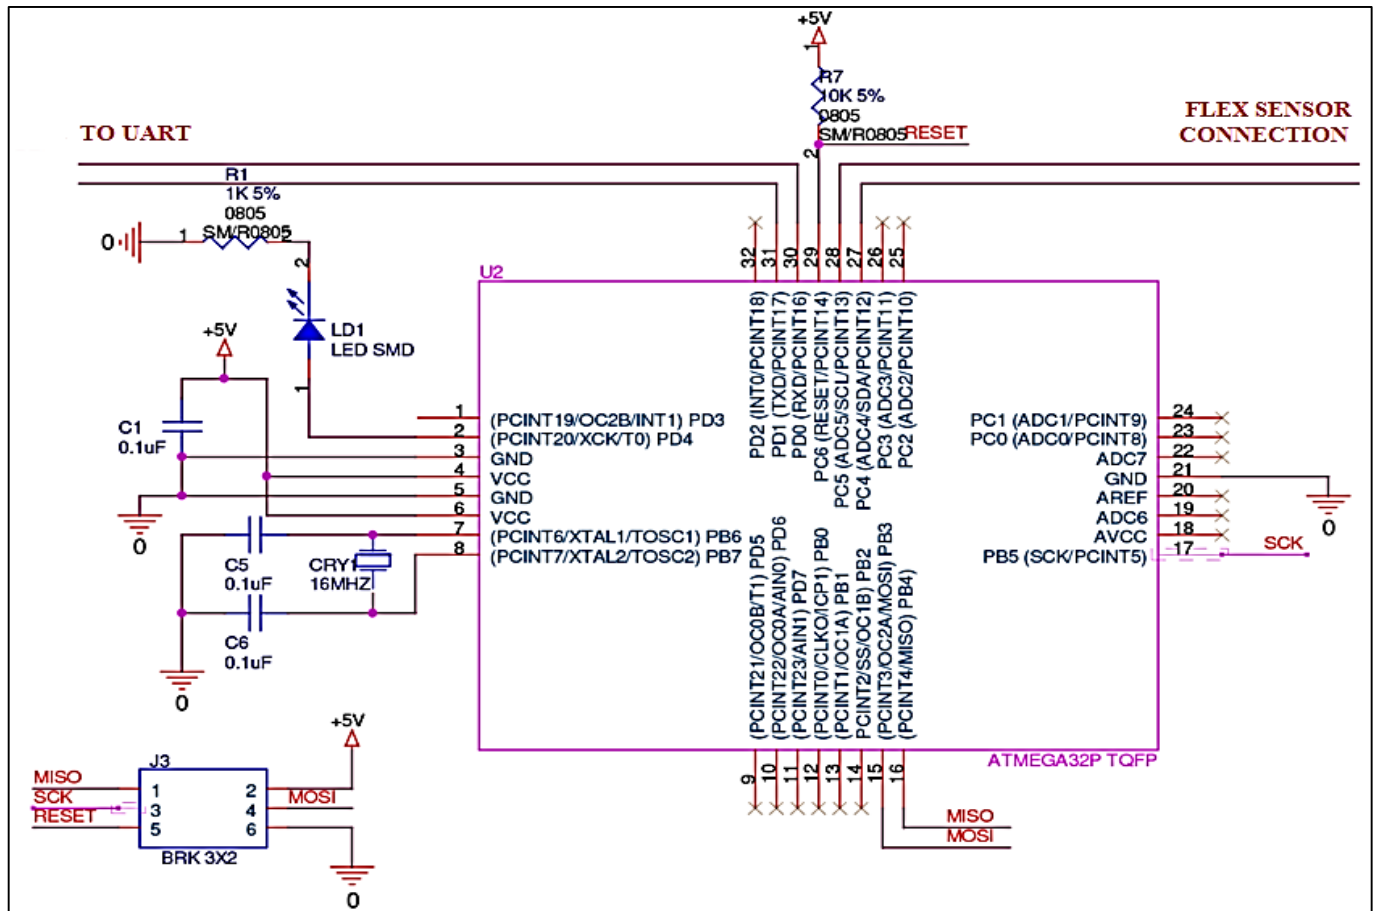 +5V
1
R7
10K 5%
0805
SM/R0805
RESET
2
FLEX SENSOR
CONNECTION
TO UART
R1
1K 5%
0805
SM/R0805
0
1
2
2
LD1
LED SMD
1
+5V
C1
0.1uF
0
C5
0.1uF
CRY1
16MHZ
C6
0.1uF
0
U2
32
31
30
29
28
27
26
25
PD2 (INT0/PCINT18)
PD1 (TXD/PCINT17)
PD0 (RXD/PCINT16)
PC6 (RESET/PCINT14)
PC5 (ADC5/SCL/PCINT13)
PC4 (ADC4/SDA/PCINT12)
PC3 (ADC3/PCINT11)
PC2 (ADC2/PCINT10)
1 (PCINT19/OC2B/INT1) PD3
2 (PCINT20/XCK/T0) PD4
3 GND
4 VCC
5 GND
6 VCC
7 (PCINT6/XTAL1/TOSC1) PB6
8 (PCINT7/XTAL2/TOSC2) PB7
PC1 (ADC1/PCINT9) 24
PC0 (ADC0/PCINT8) 23
ADC7 22
GND 21
AREF 20
ADC6 19
AVCC 18
PB5 (SCK/PCINT5) 17
SCK
0
(PCINT21/OC0B/T1) PD5
(PCINT22/OC0A/AIN0) PD6
(PCINT23/AIN1) PD7
(PCINT0/CLKO/ICP1) PB0
(PCINT1/OC1A) PB1
(PCINT2/SS/OC1B) PB2
(PCINT3/OC2A/MOSI) PB3
(PCINT4/MISO) PB4
9
10
11
12
13
14
15
16
ATMEGA32P TQFP
MISO
MOSI
+5V
J3
MISO
1
2
SCK
3
4
MOSI
RESET
5
6
BRK 3X2
0